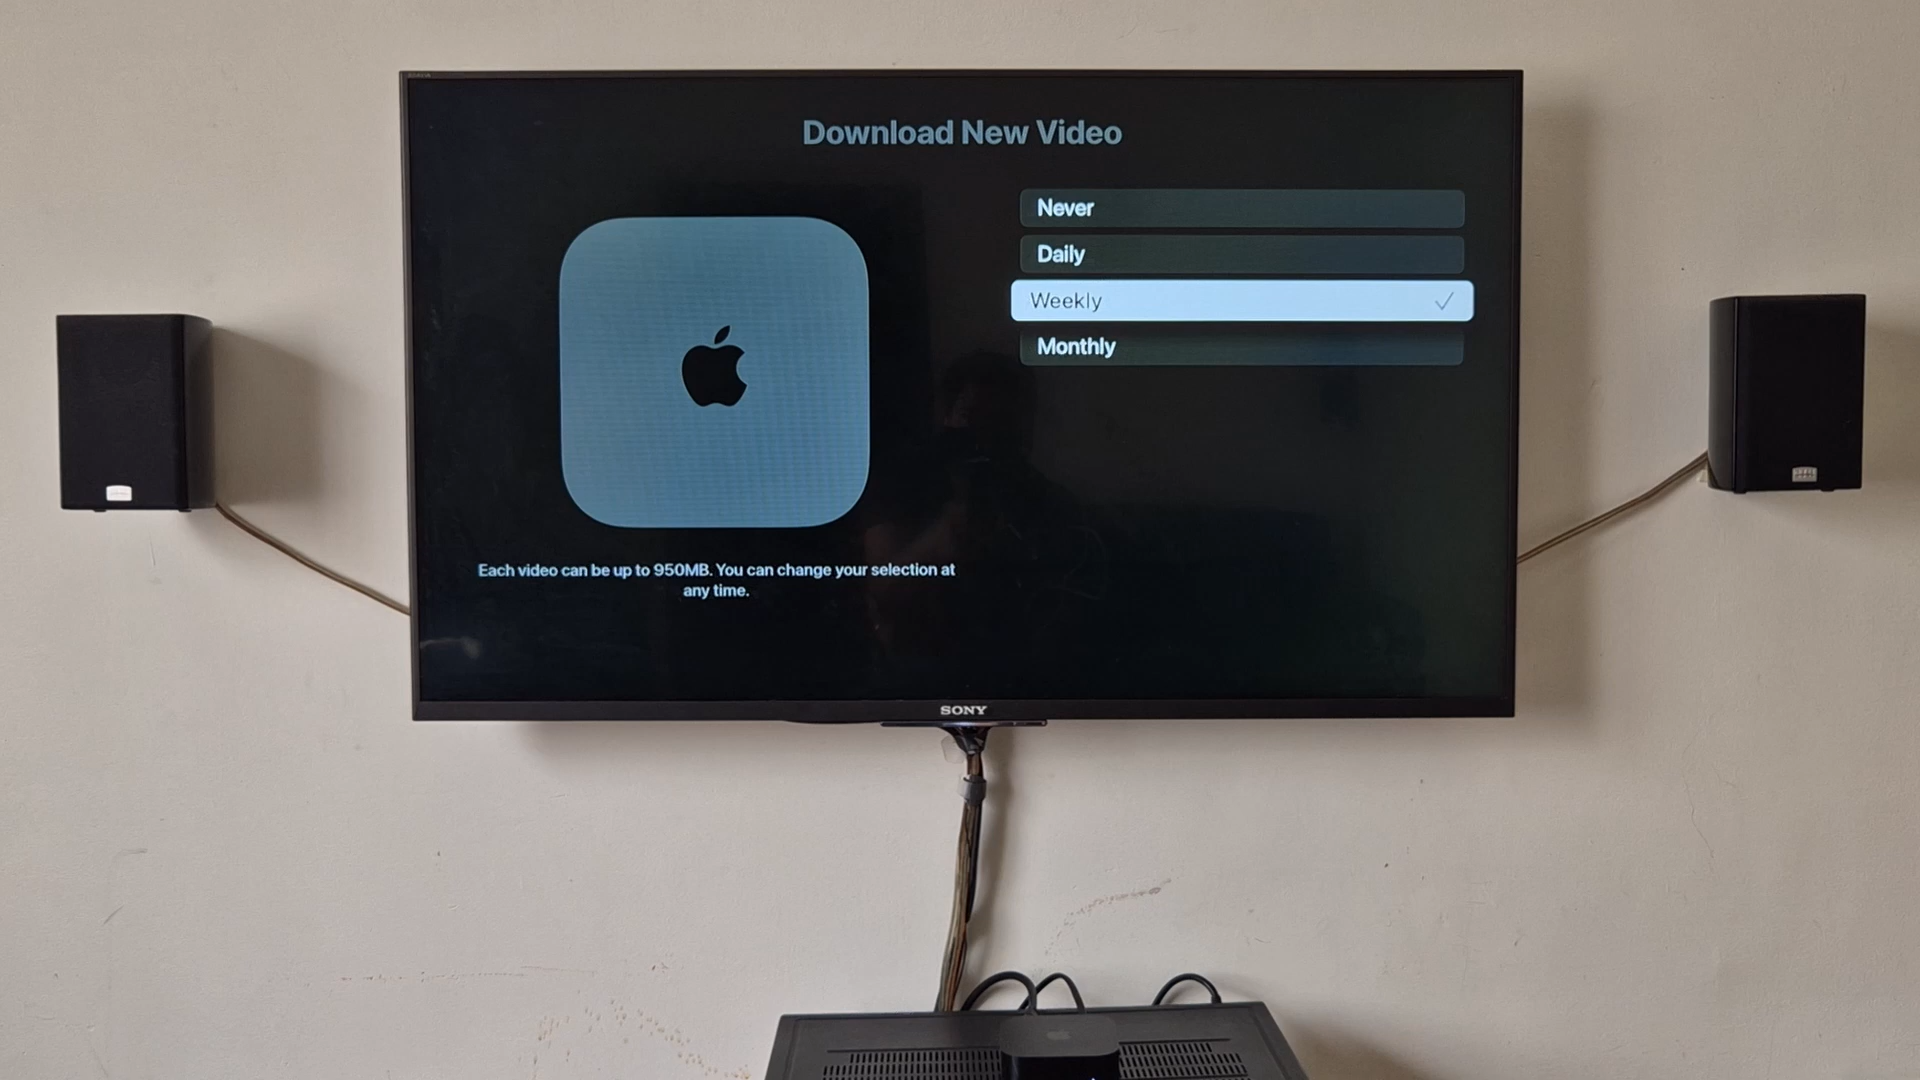 Download New Video
Never
Daily
Weekly
Monthly
Each video can be up to 950MB. You can change your selection at
any time.
SONY